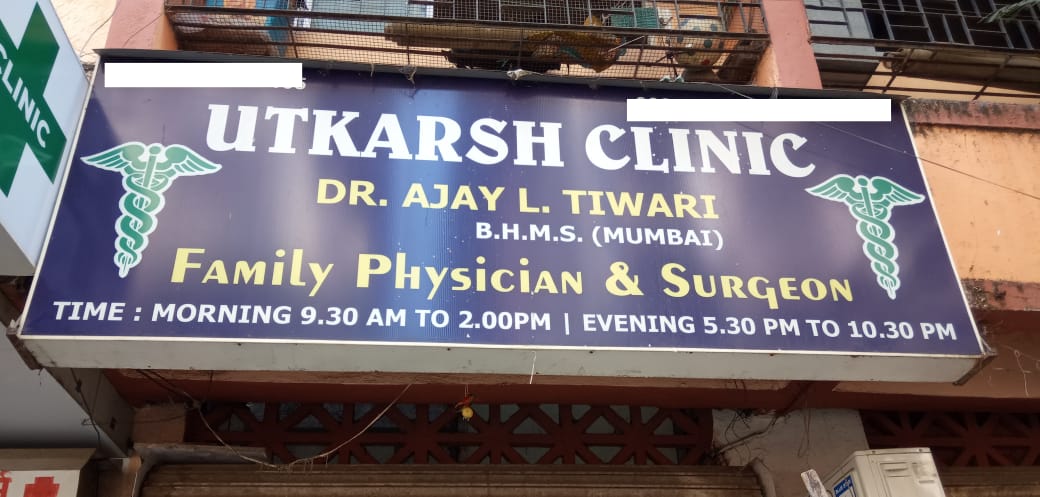 CLINIC
UTKARSH CLINIC
DR. AJAY L. TIWARI
B.H.M.S. (MUMBAI)
FAMILY PHYSICIAN & SURGEON
TIME : MORNING 9.30 AM TO 2.00PM | EVENING 5.30 PM TO 10.30 PM